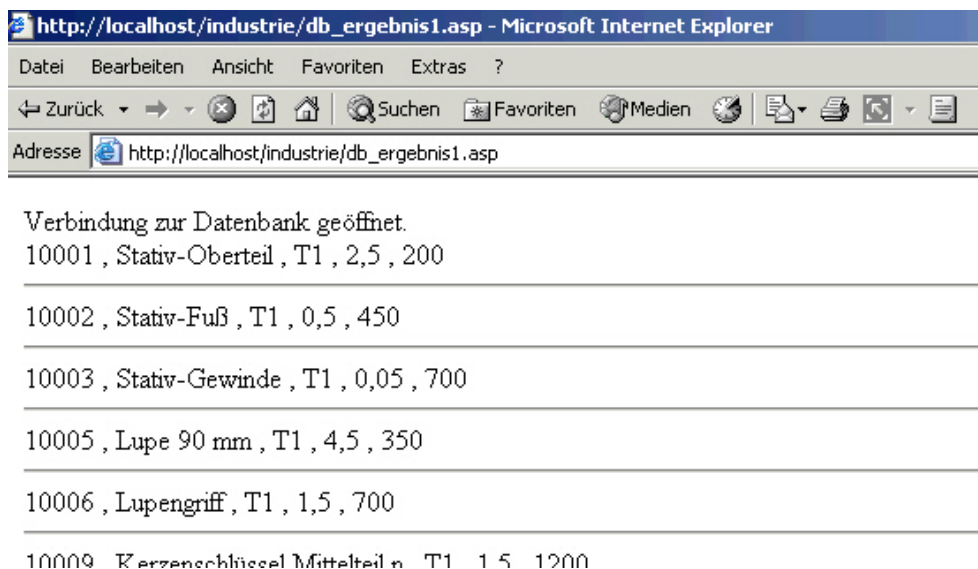 http://localhost/industrie/db_ergebnis1.asp - Microsoft Internet Explorer
Datei Bearbeiten Ansicht Favoriten Extras ?
Zurück Suchen Favoriten Medien
Adresse http://localhost/industrie/db_ergebnis1.asp
Verbindung zur Datenbank geöffnet.
10001 , Stativ-Oberteil , T1 , 2,5 , 200
10002 , Stativ-Fuß , T1 , 0,5 , 450
10003 , Stativ-Gewinde , T1 , 0,05 , 700
10005 , Lupe 90 mm , T1 , 4,5 , 350
10006 , Lupengriff , T1 , 1,5 , 700
10009 , Kerzenschlüssel Mittelteil n , T1 , 1,5 , 1200